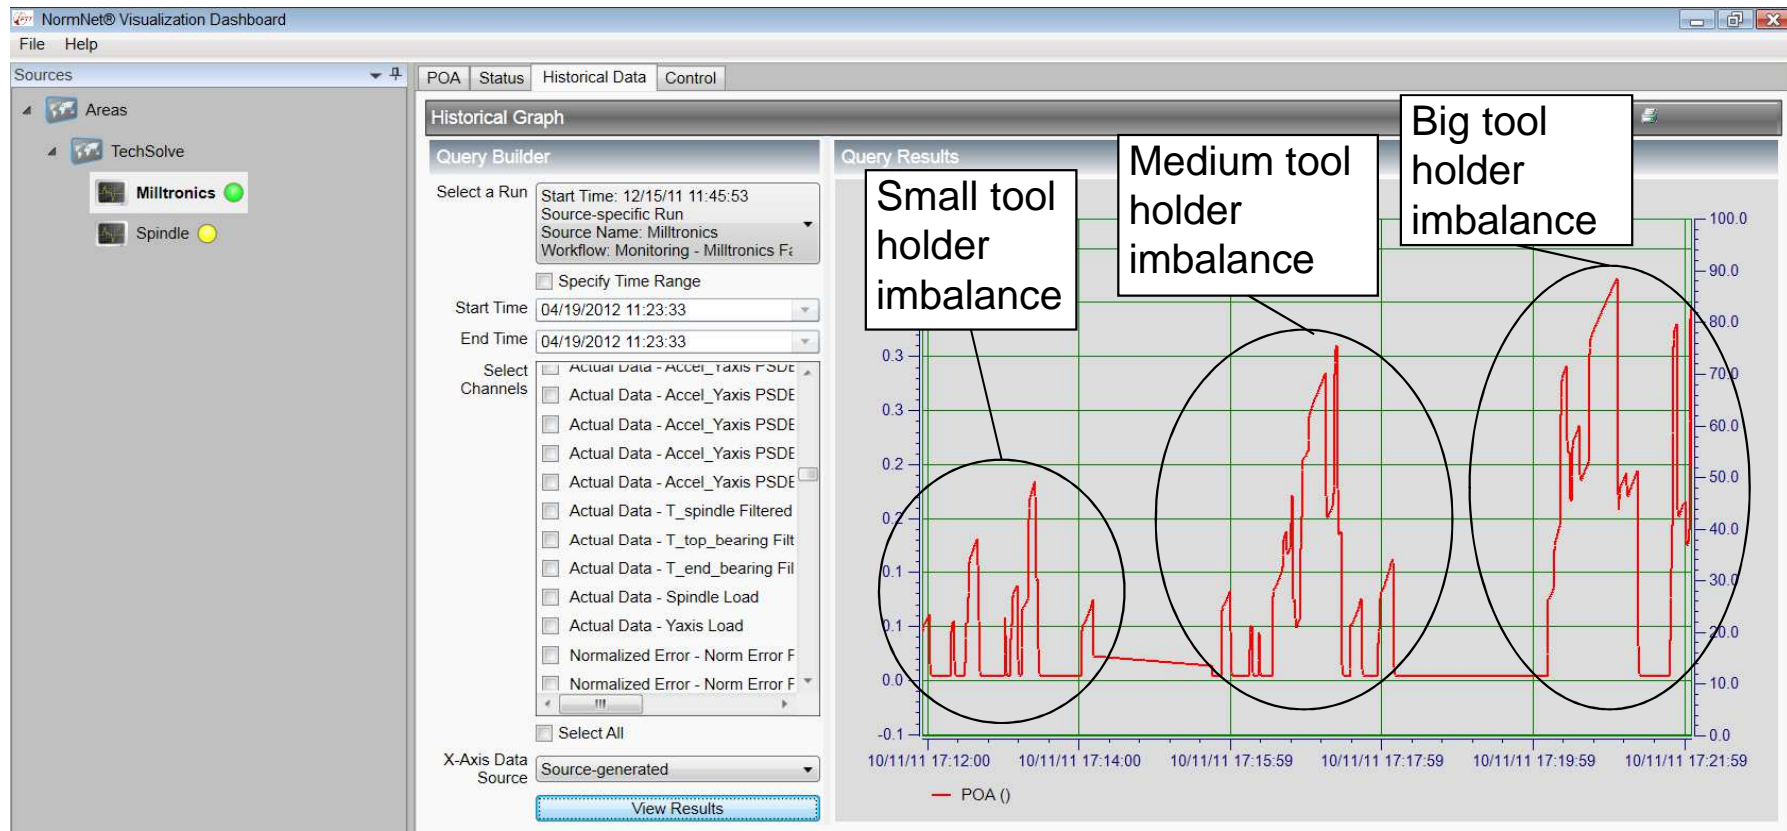 NormNet® Visualization Dashboard
File Help
Sources
Areas
TechSolve
Milltronics
Spindle
POA Status Historical Data Control
Historical Graph
Query Builder
Select a Run
Start Time: 12/15/11 11:45:53
Source-specific Run
Source Name: Milltronics
Workflow: Monitoring - Milltronics Fa
Specify Time Range
Start Time 04/19/2012 11:23:33
End Time 04/19/2012 11:23:33
Select
Channels
Actual Data - Accel_Yaxis PSDE
Actual Data - Accel_Yaxis PSDE
Actual Data - Accel_Yaxis PSDE
Actual Data - Accel_Yaxis PSDE
Actual Data - Accel_Yaxis PSDE
Actual Data - T_spindle Filtered
Actual Data - T_top_bearing Filt
Actual Data - T_end_bearing Fil
Actual Data - Spindle Load
Actual Data - Yaxis Load
Normalized Error - Norm Error F
Normalized Error - Norm Error F
Select All
X-Axis Data
Source
Source-generated
View Results
Query Results
Small tool
holder
imbalance
Medium tool
holder
imbalance
Big tool
holder
imbalance
0.3
0.3
0.2
0.2
0.1
0.1
0.0
-0.1
100.0
90.0
80.0
70.0
60.0
50.0
40.0
30.0
20.0
10.0
0.0
10/11/11 17:12:00 10/11/11 17:14:00 10/11/11 17:15:59 10/11/11 17:17:59 10/11/11 17:19:59 10/11/11 17:21:59
POA ()